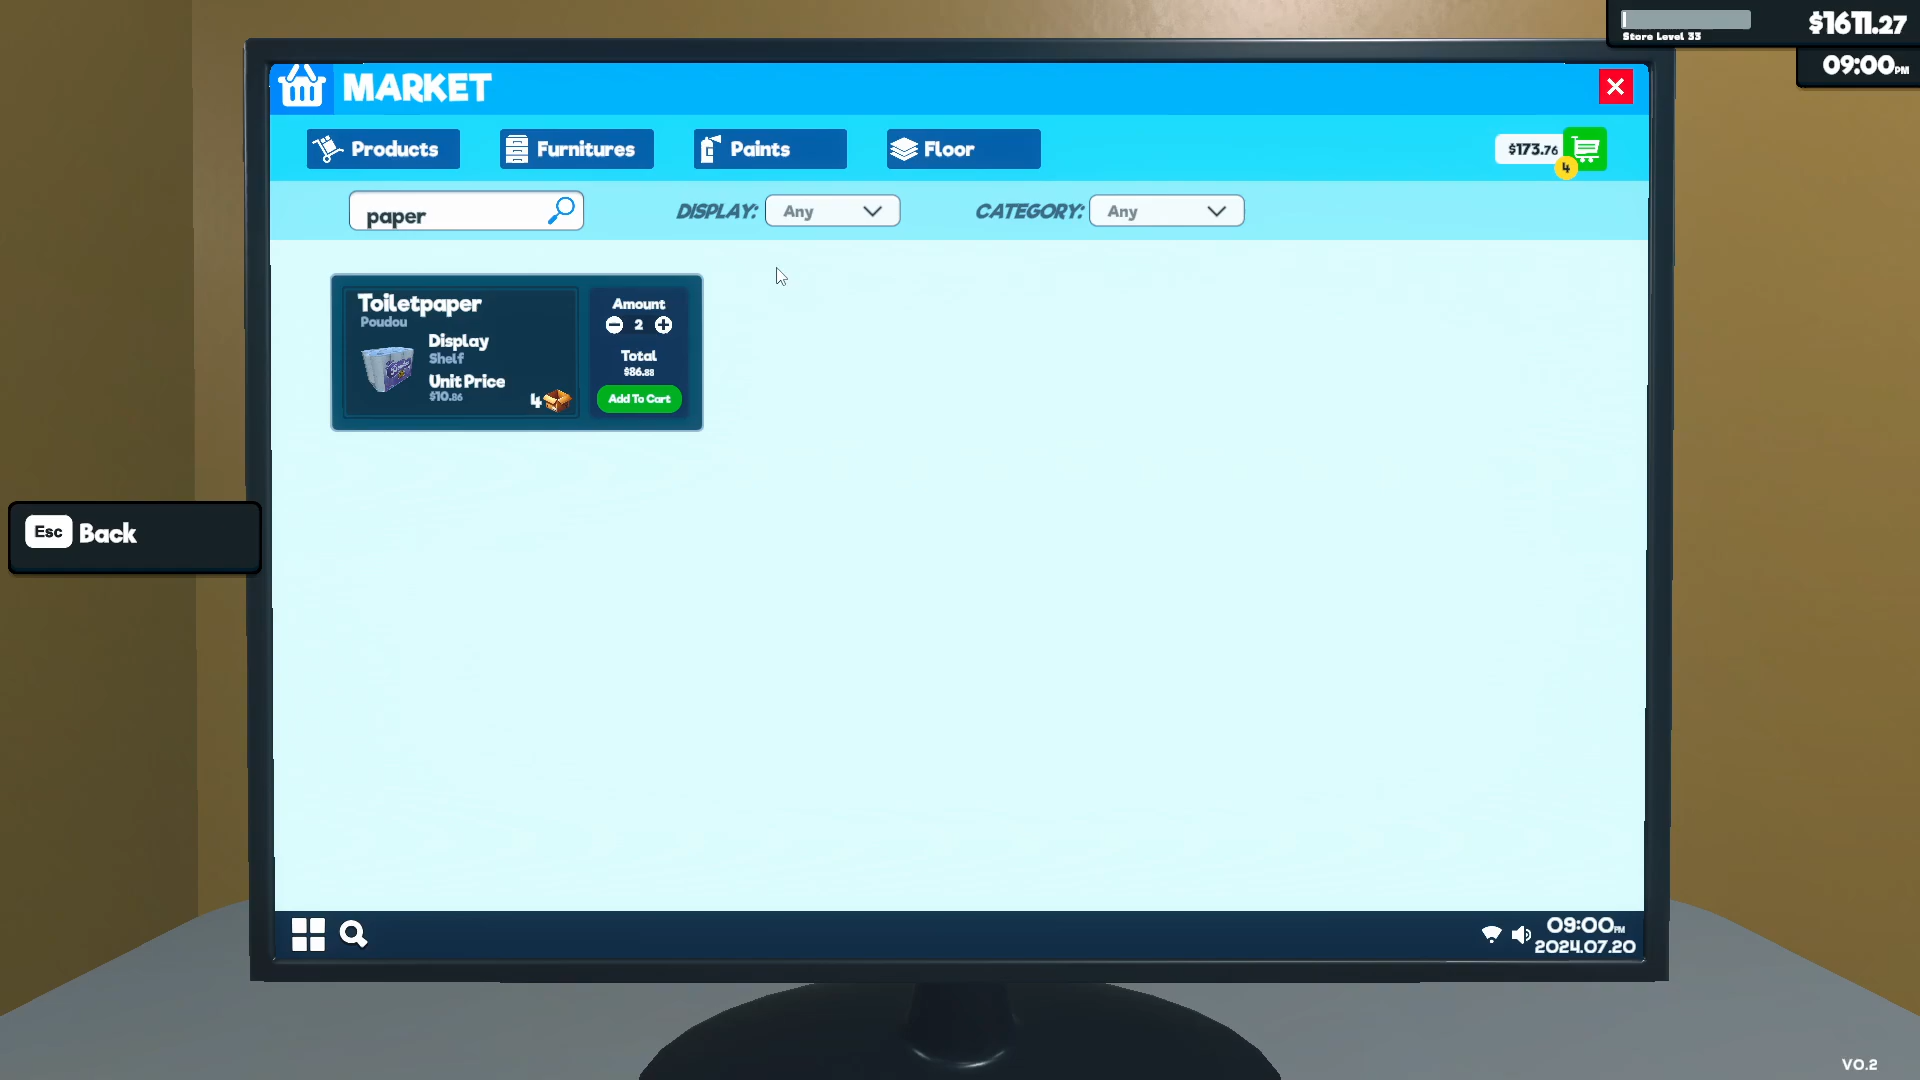 $1611.27
Store Level 33
09:00PM
MARKET
Products
Furnitures
Paints
Floor
$173.76
4
paper
DISPLAY:
Any
CATEGORY:
Any
Toiletpaper
Poudou
Display
Shelf
Unit Price
$10.86
4
Amount
2
Total
$86.88
Add To Cart
Esc Back
09:00PM
2024.07.20
V0.2